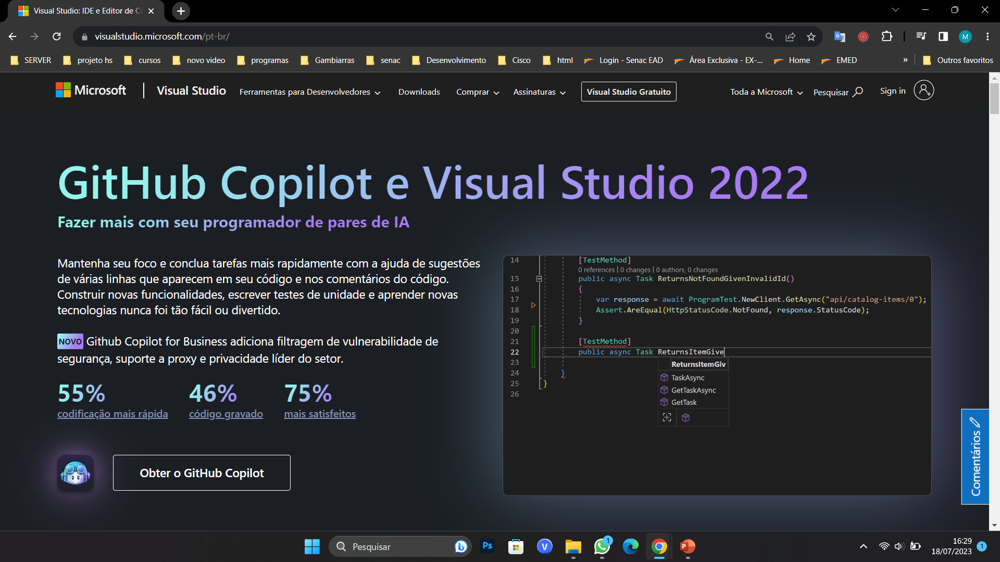 Visual Studio: IDE e Editor de Có
visualstudio.microsoft.com/pt-br/
M
SERVER projeto hs cursos novo video programas Gambiarras senac Desenvolvimento Cisco html Login - Senac EAD Área Exclusiva - EX-... Home EMED » Outros favoritos
Microsoft Visual Studio Ferramentas para Desenvolvedores Downloads Comprar Assinaturas Visual Studio Gratuito Toda a Microsoft Pesquisar Sign in
GitHub Copilot e Visual Studio 2022
Fazer mais com seu programador de pares de IA
Mantenha seu foco e conclua tarefas mais rapidamente com a ajuda de sugestões
de várias linhas que aparecem em seu código e nos comentários do código.
Construir novas funcionalidades, escrever testes de unidade e aprender novas
tecnologias nunca foi tão fácil ou divertido.
NOVO Github Copilot for Business adiciona filtragem de vulnerabilidade de
segurança, suporte a proxy e privacidade líder do setor.
55% 46% 75%
codificação mais rápida código gravado mais satisfeitos
Obter o GitHub Copilot
14 [TestMethod]
0 references | 0 changes | 0 authors, 0 changes
15 public async Task ReturnsNotFoundGivenInvalidId()
16 {
17 var response = await ProgramTest.NewClient.GetAsync("api/catalog-items/0");
18 Assert.AreEqual(HttpStatusCode.NotFound, response.StatusCode);
19 }
20
21 [TestMethod]
22 public async Task ReturnsItemGive
23 ReturnsItemGiv
24 }
TaskAsync
25 }
GetTaskAsync
26
GetTask
Comentários
Pesquisar
Ps
V
1
P
16:29
18/07/2023
1